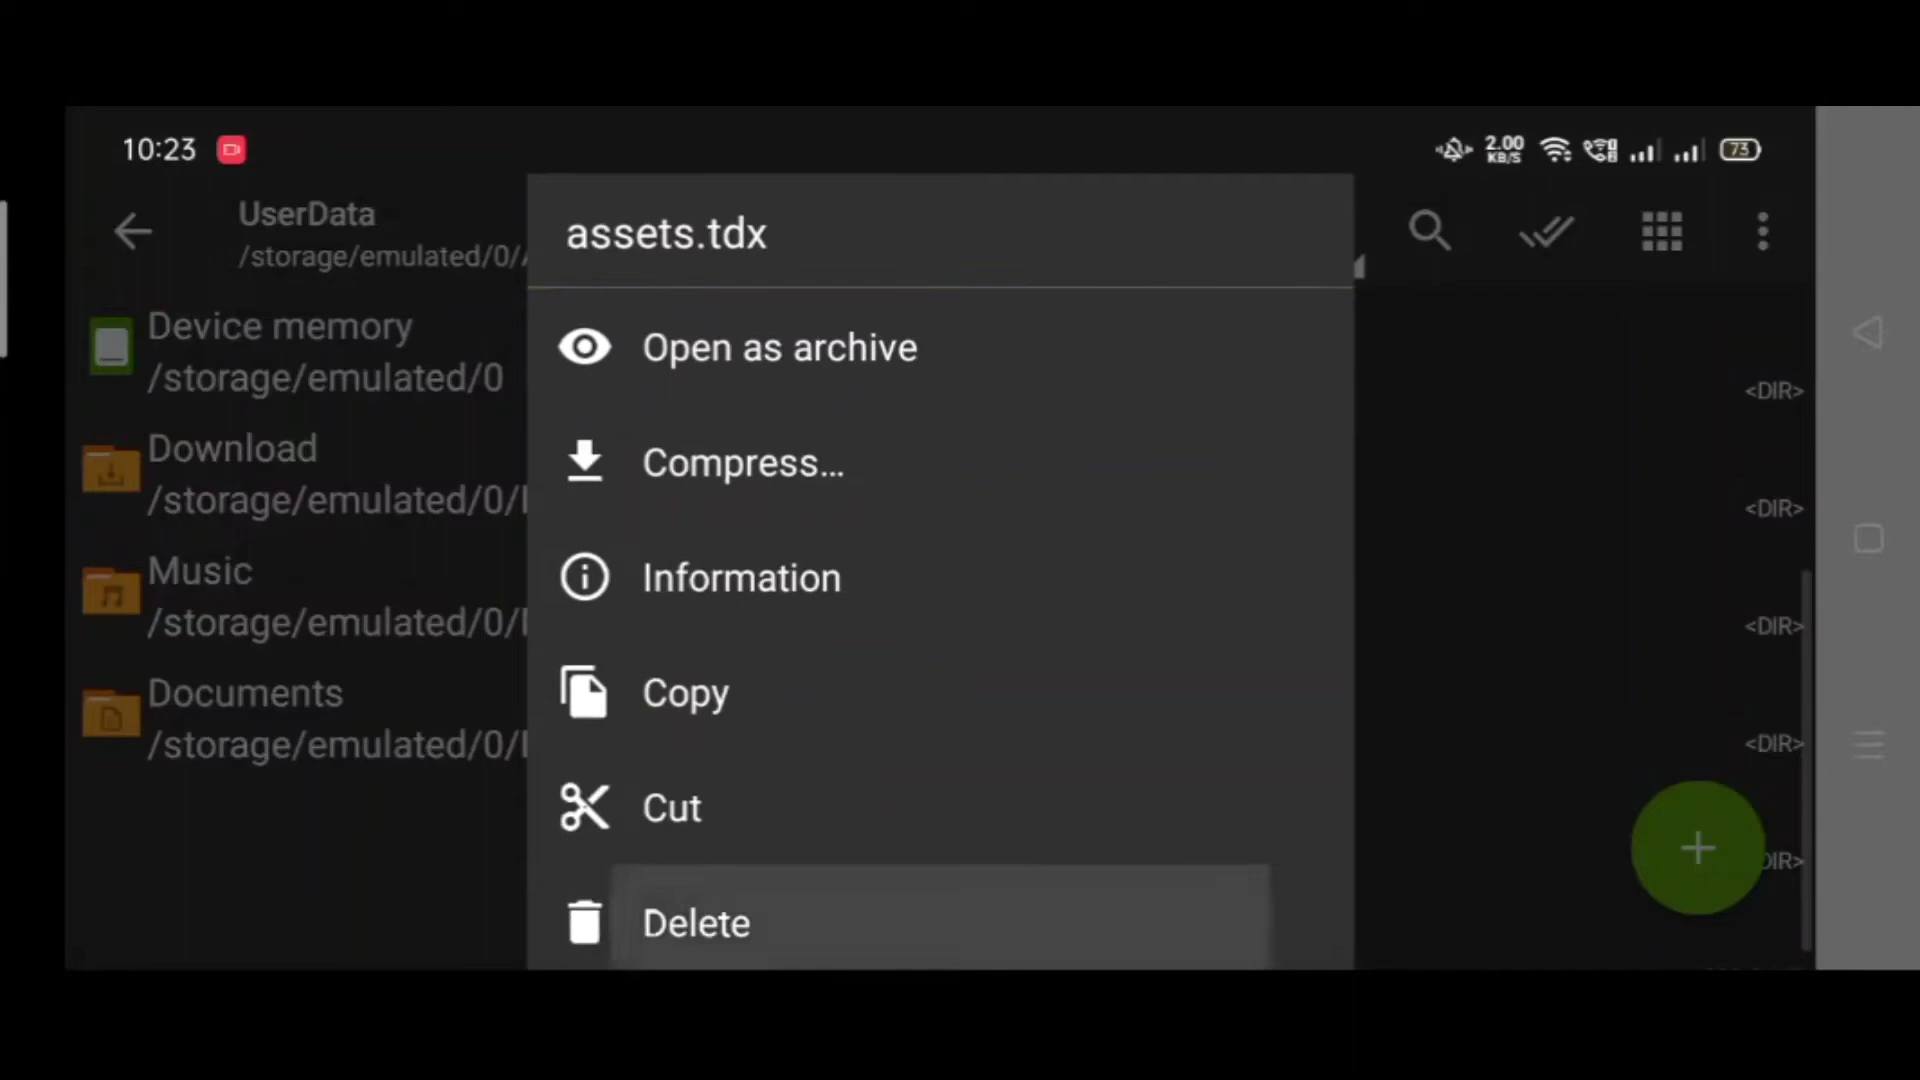 10:23
2.00
KB/S
73
UserData
/storage/emulated/0/
assets.tdx
Device memory
/storage/emulated/0
Download
/storage/emulated/0/
Music
/storage/emulated/0/
Documents
/storage/emulated/0/
Open as archive
Compress...
Information
Copy
Cut
Delete
<DIR>
<DIR>
<DIR>
<DIR>
DIR>